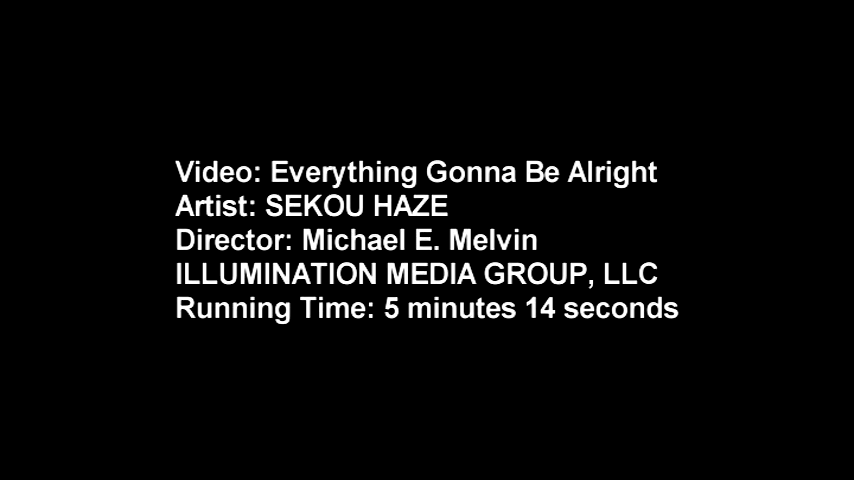 Video: Everything Gonna Be Alright
Artist: SEKOU HAZE
Director: Michael E. Melvin
ILLUMINATION MEDIA GROUP, LLC
Running Time: 5 minutes 14 seconds